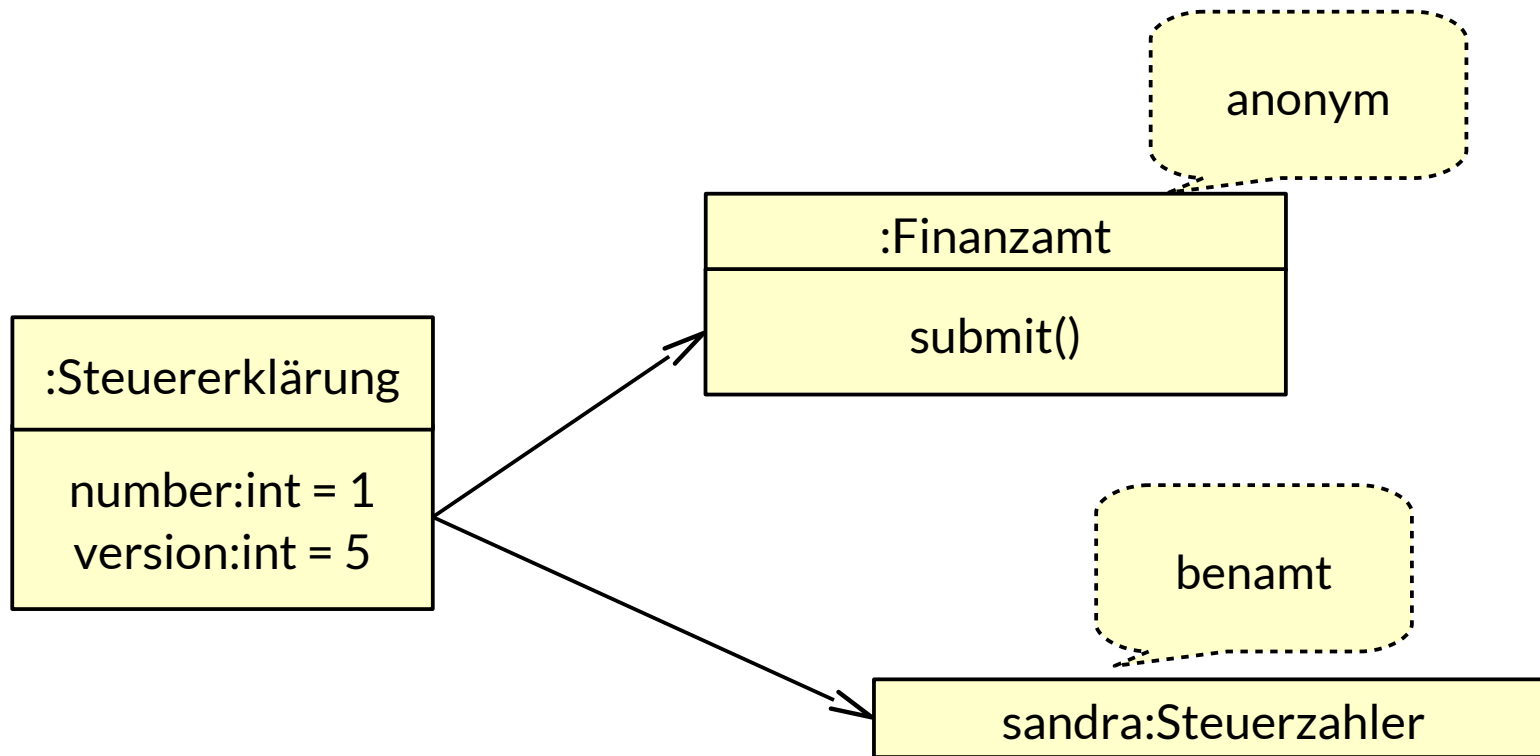 anonym
:Finanzamt
submit()
:Steuererklärung
number:int = 1
version:int = 5
benamt
sandra:Steuerzahler